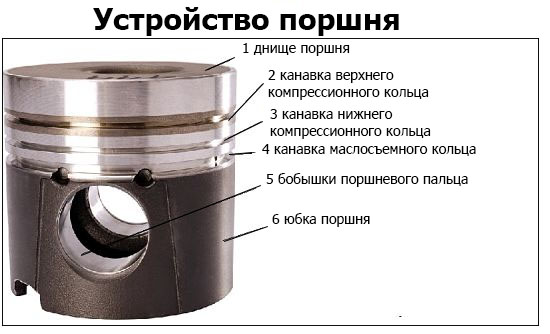 Устройство поршня
1 днище поршня
2 канавка верхнего
компрессионного кольца
3 канавка нижнего
компрессионного кольца
4 канавка маслосъемного кольца
5 бобышки поршневого пальца
6 юбка поршня